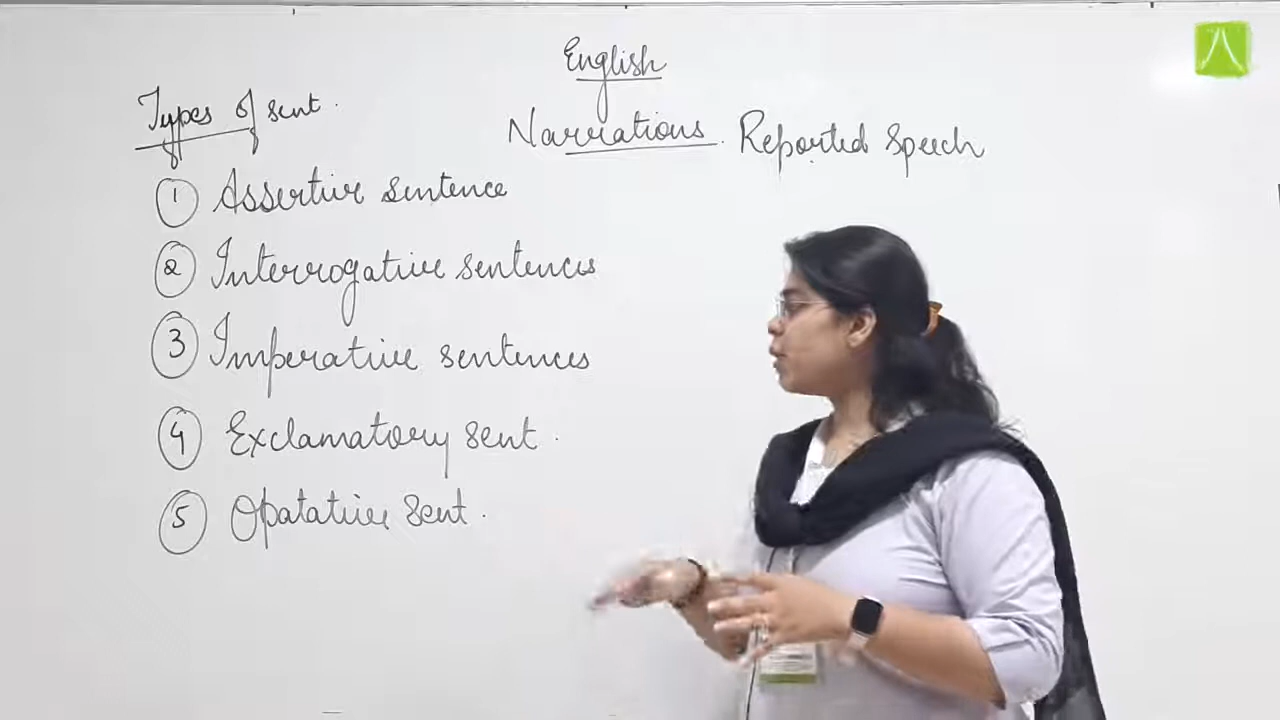 English
Narrations. Reported Speech
Types of sent.
1 Assertive sentence
2 Interrogative sentences
3 Imperative sentences
4 Exclamatory sent.
5 Opatative sent.